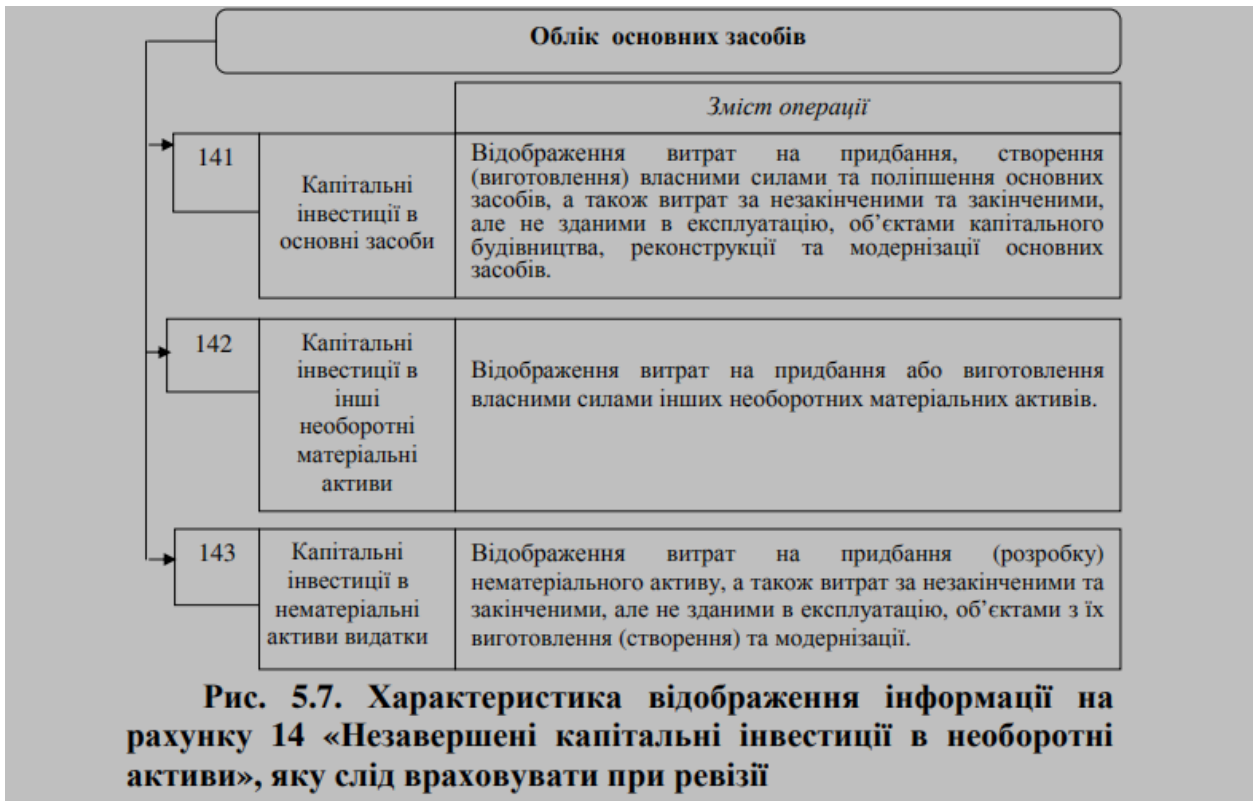 Облік основних засобів
Зміст операції
141
Капітальні
інвестиції в
основні засоби
Відображення витрат на придбання, створення
(виготовлення) власними силами та поліпшення основних
засобів, а також витрат за незакінченими та закінченими,
але не зданими в експлуатацію, об’єктами капітального
будівництва, реконструкції та модернізації основних
засобів.
142
Капітальні
інвестиції в
інші
необоротні
матеріальні
активи
Відображення витрат на придбання або виготовлення
власними силами інших необоротних матеріальних активів.
143
Капітальні
інвестиції в
нематеріальні
активи видатки
Відображення витрат на придбання (розробку)
нематеріального активу, а також витрат за незакінченими та
закінченими, але не зданими в експлуатацію, об’єктами з їх
виготовлення (створення) та модернізації.
Рис. 5.7. Характеристика відображення інформації на
рахунку 14 «Незавершені капітальні інвестиції в необоротні
активи», яку слід враховувати при ревізії